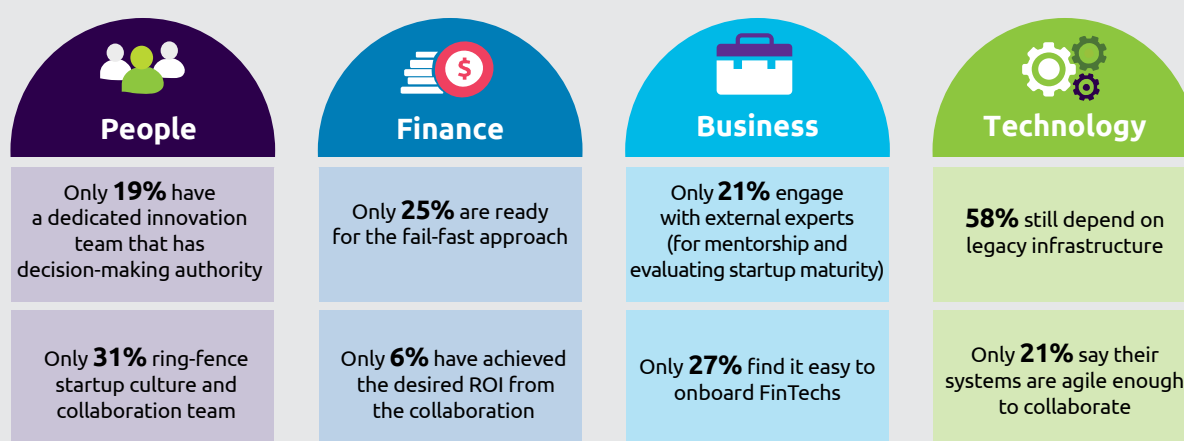 People
Only 19% have
a dedicated innovation
team that has
decision-making authority
Only 31% ring-fence
startup culture and
collaboration team
$
Finance
Only 25% are ready
for the fail-fast approach
Only 6% have achieved
the desired ROI from
the collaboration
Business
Only 21% engage
with external experts
(for mentorship and
evaluating startup maturity)
Only 27% find it easy to
onboard FinTechs
Technology
58% still depend on
legacy infrastructure
Only 21% say their
systems are agile enough
to collaborate